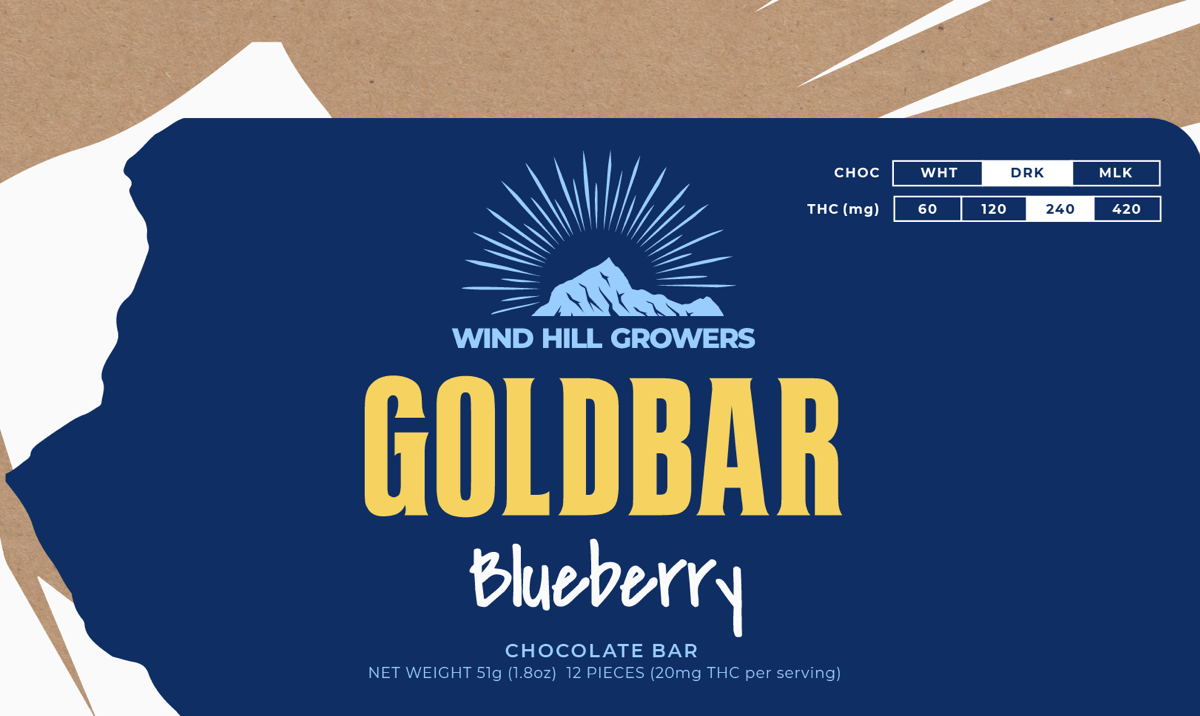 CHOC WHT DRK MLK
THC (mg) 60 120 240 420
WIND HILL GROWERS
GOLDBAR
Blueberry
CHOCOLATE BAR
NET WEIGHT 51g (1.8oz) 12 PIECES (20mg THC per serving)